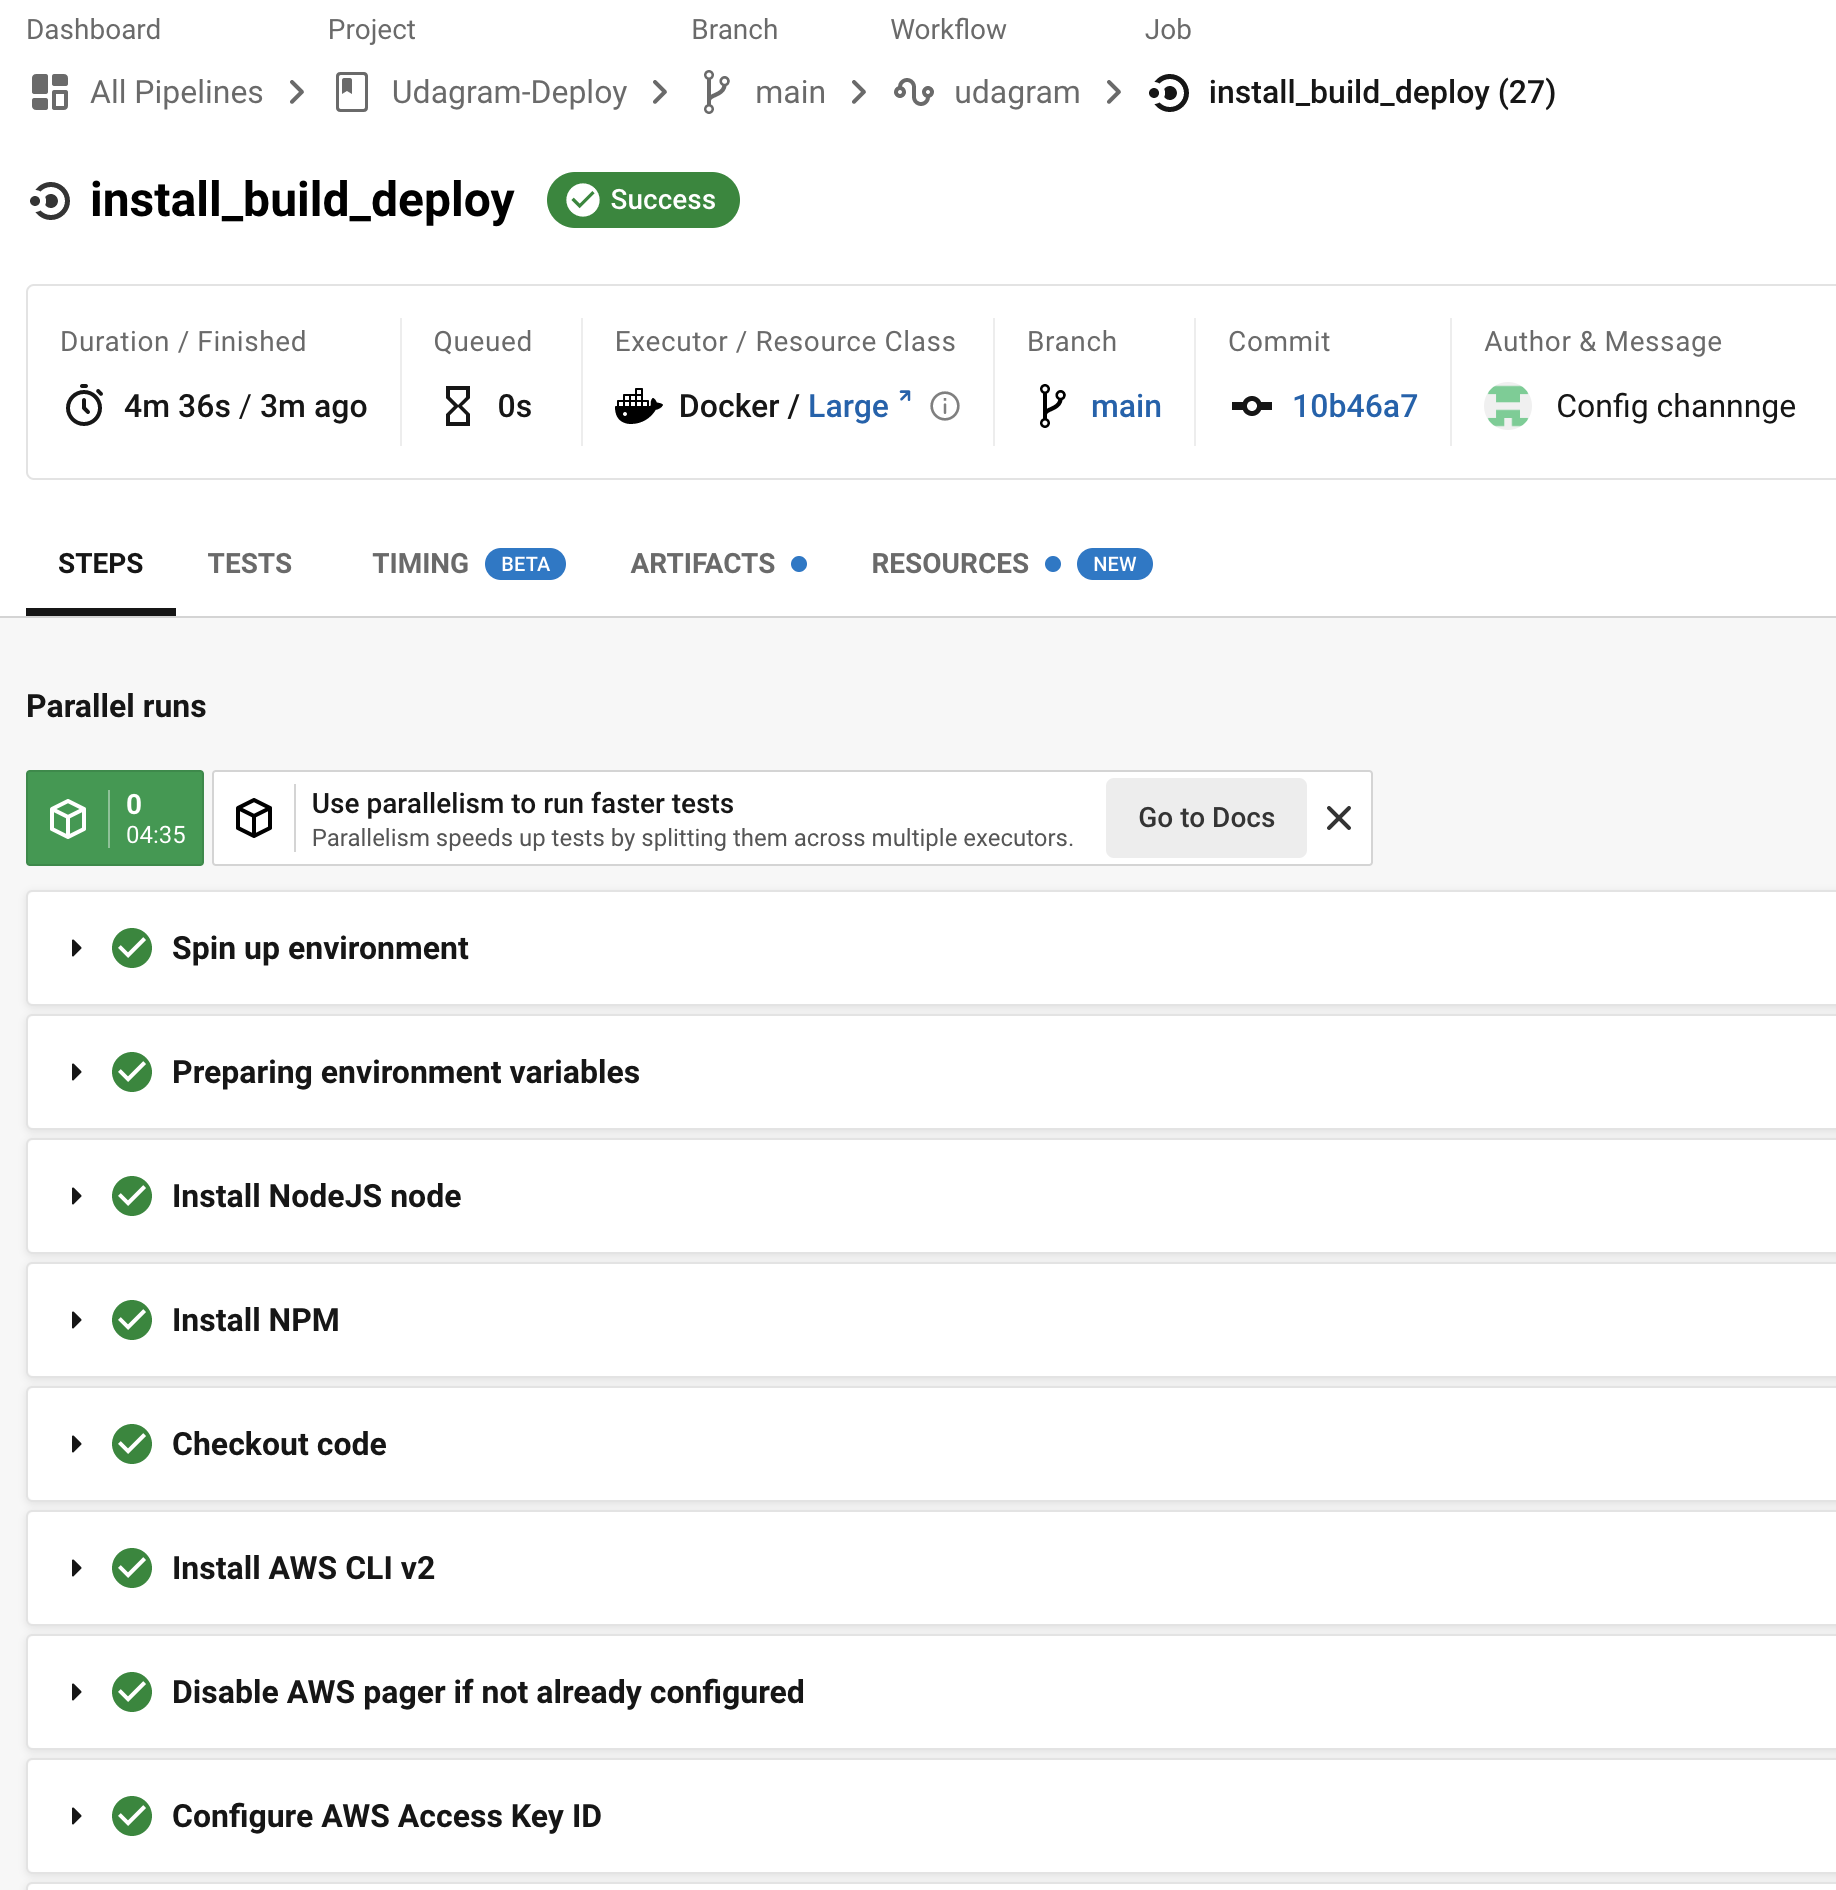 Dashboard Project Branch Workflow Job
All Pipelines Udagram-Deploy main udagram install_build_deploy (27)
install_build_deploy Success
Duration / Finished Queued Executor / Resource Class Branch Commit Author & Message
4m 36s / 3m ago 0s Docker / Large main 10b46a7 Config channnge
STEPS TESTS TIMING BETA ARTIFACTS RESOURCES NEW
Parallel runs
0
04:35
Use parallelism to run faster tests
Parallelism speeds up tests by splitting them across multiple executors.
Go to Docs
Spin up environment
Preparing environment variables
Install NodeJS node
Install NPM
Checkout code
Install AWS CLI v2
Disable AWS pager if not already configured
Configure AWS Access Key ID